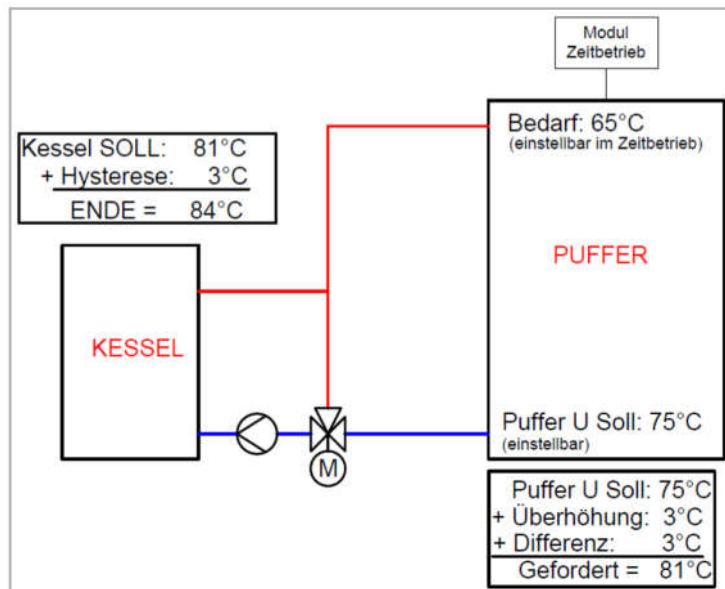 Modul
Zeitbetrieb
Bedarf: 65°C
(einstellbar im Zeitbetrieb)
Kessel SOLL: 81°C
+ Hysterese: 3°C
ENDE = 84°C
PUFFER
KESSEL
Puffer U Soll: 75°C
(einstellbar)
M
Puffer U Soll: 75°C
+ Überhöhung: 3°C
+ Differenz: 3°C
Gefordert = 81°C